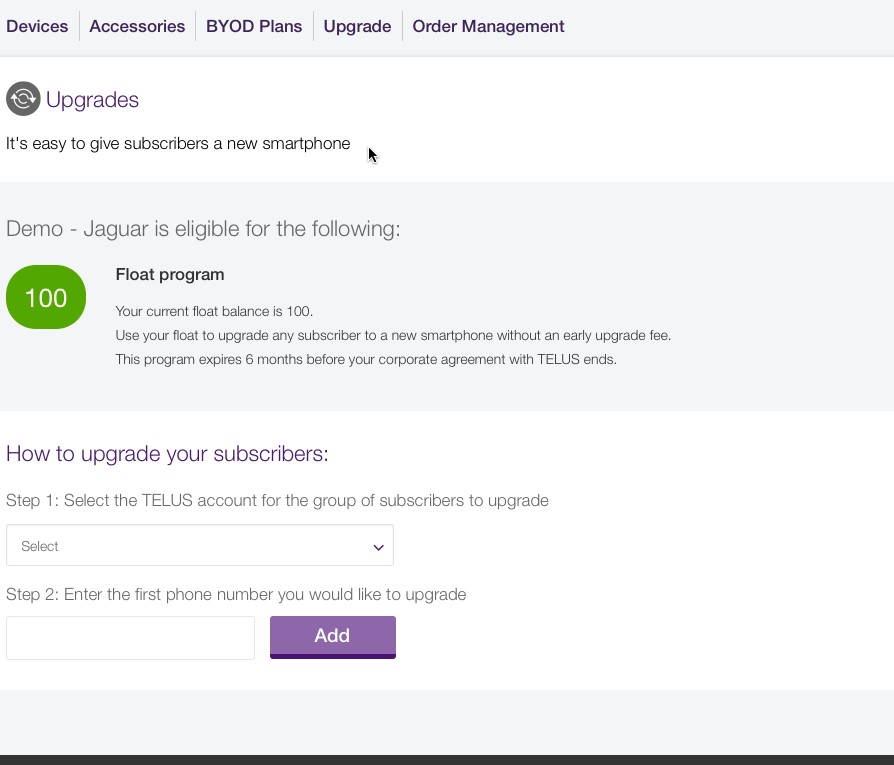 Devices Accessories BYOD Plans Upgrade Order Management
Upgrades
It's easy to give subscribers a new smartphone
Demo - Jaguar is eligible for the following:
100
Float program
Your current float balance is 100.
Use your float to upgrade any subscriber to a new smartphone without an early upgrade fee.
This program expires 6 months before your corporate agreement with TELUS ends.
How to upgrade your subscribers:
Step 1: Select the TELUS account for the group of subscribers to upgrade
Select
Step 2: Enter the first phone number you would like to upgrade
Add